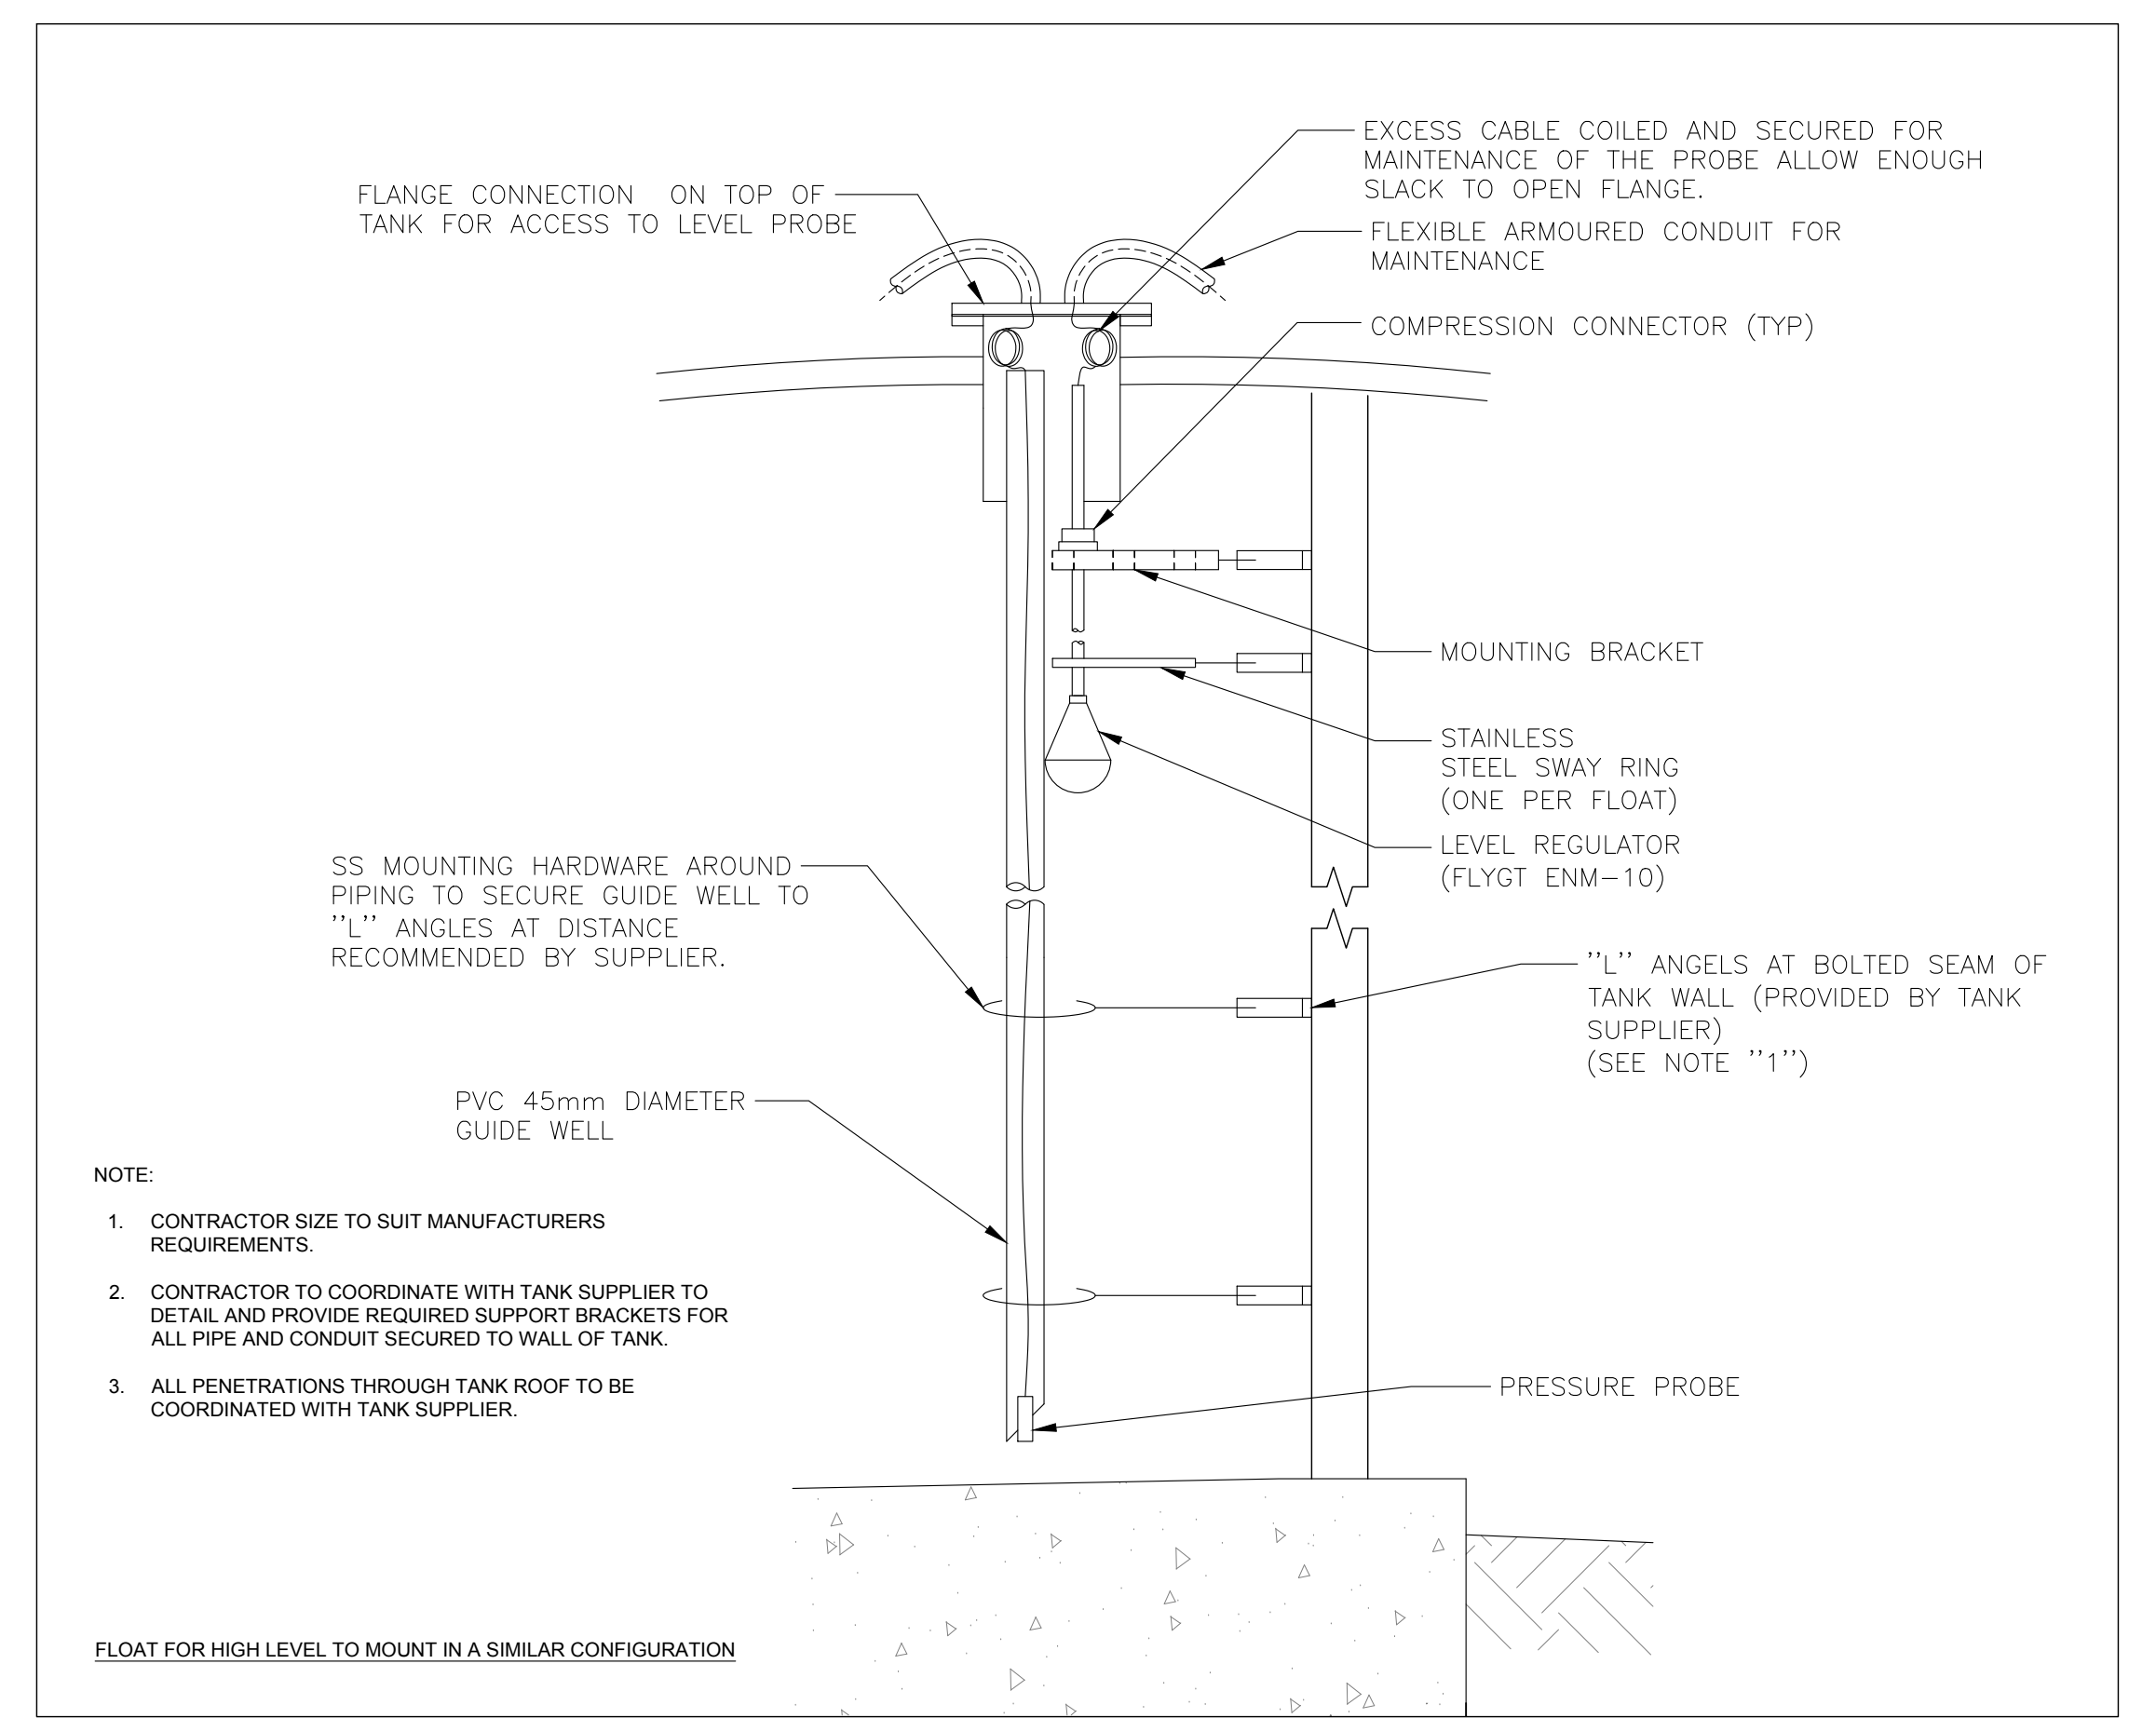 FLANGE CONNECTION ON TOP OF
TANK FOR ACCESS TO LEVEL PROBE
EXCESS CABLE COILED AND SECURED FOR
MAINTENANCE OF THE PROBE ALLOW ENOUGH
SLACK TO OPEN FLANGE.
FLEXIBLE ARMOURED CONDUIT FOR
MAINTENANCE
COMPRESSION CONNECTOR (TYP)
MOUNTING BRACKET
STAINLESS
STEEL SWAY RING
(ONE PER FLOAT)
LEVEL REGULATOR
(FLYGT ENM-10)
SS MOUNTING HARDWARE AROUND
PIPING TO SECURE GUIDE WELL TO
''L'' ANGLES AT DISTANCE
RECOMMENDED BY SUPPLIER.
''L'' ANGELS AT BOLTED SEAM OF
TANK WALL (PROVIDED BY TANK
SUPPLIER)
(SEE NOTE ''1'')
PVC 45mm DIAMETER
GUIDE WELL
NOTE:
1. CONTRACTOR SIZE TO SUIT MANUFACTURERS
REQUIREMENTS.
2. CONTRACTOR TO COORDINATE WITH TANK SUPPLIER TO
DETAIL AND PROVIDE REQUIRED SUPPORT BRACKETS FOR
ALL PIPE AND CONDUIT SECURED TO WALL OF TANK.
3. ALL PENETRATIONS THROUGH TANK ROOF TO BE
COORDINATED WITH TANK SUPPLIER.
PRESSURE PROBE
FLOAT FOR HIGH LEVEL TO MOUNT IN A SIMILAR CONFIGURATION